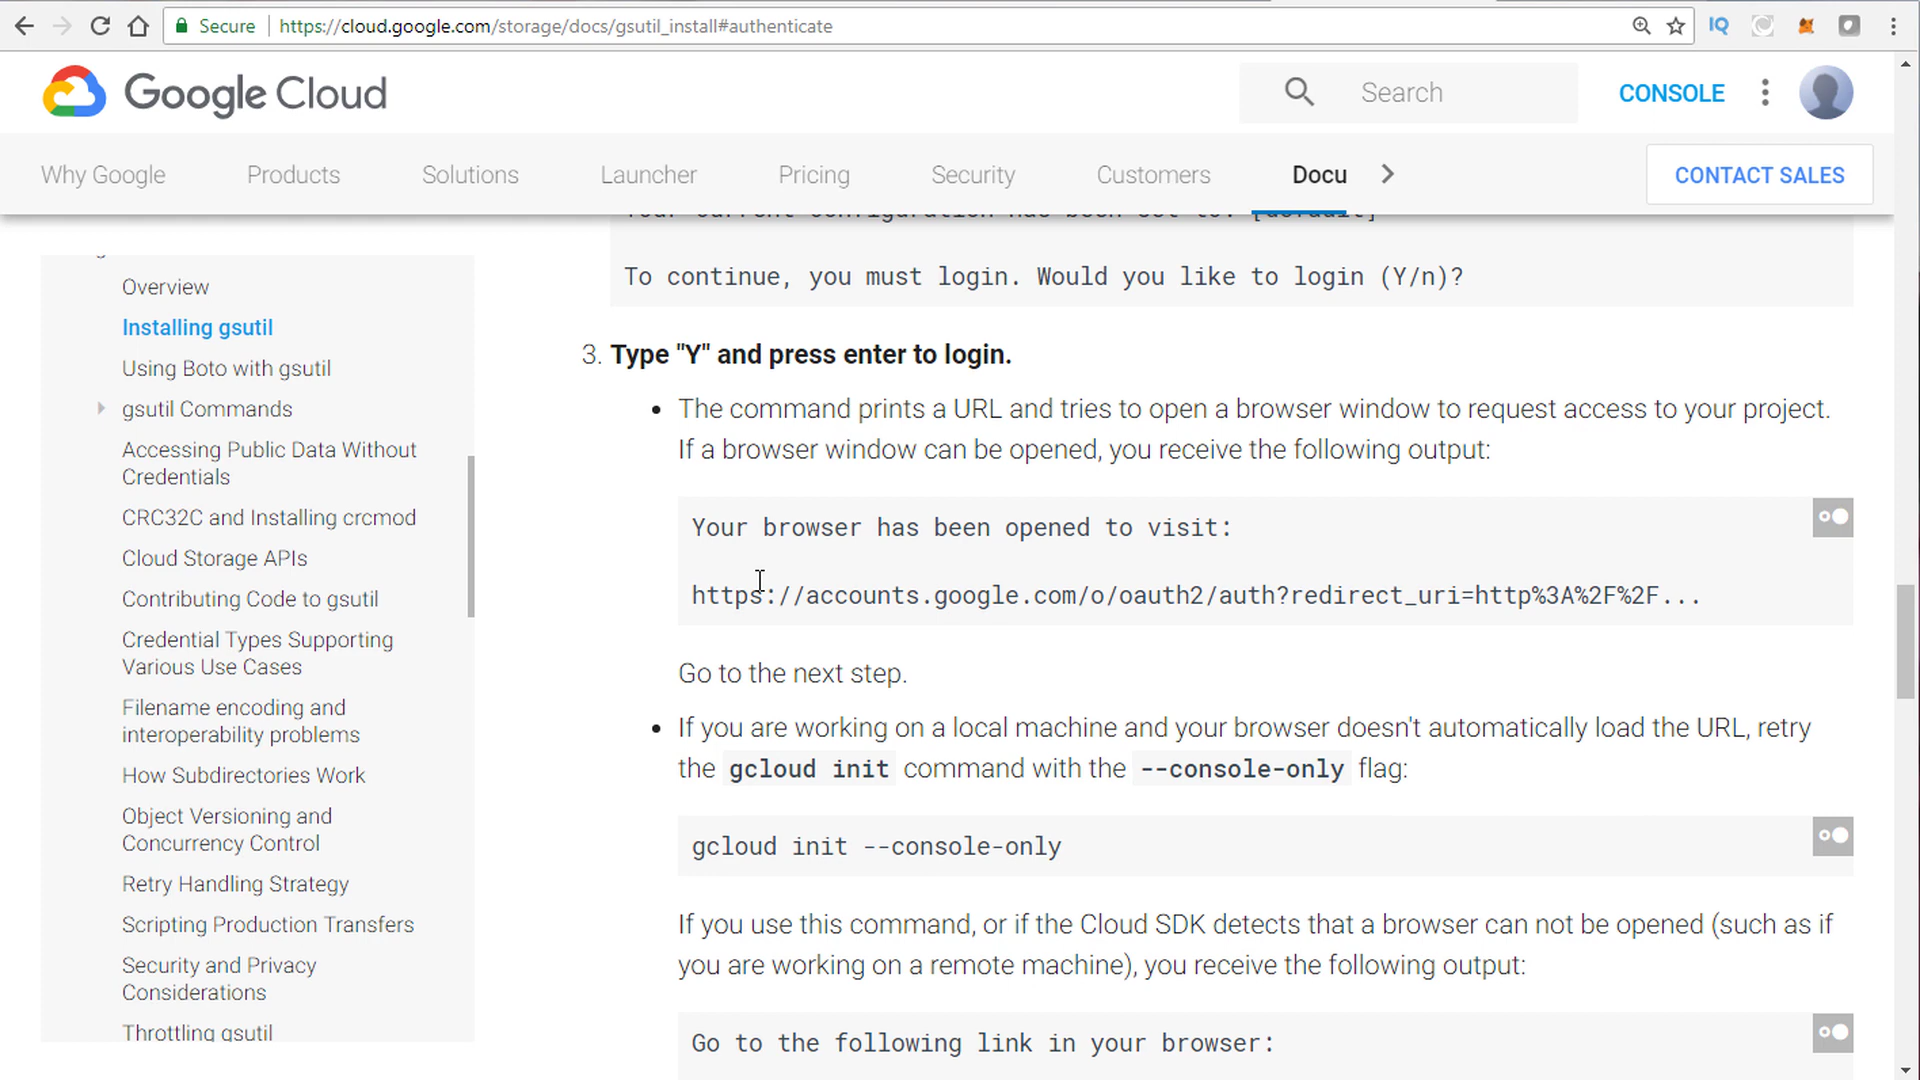 Secure https://cloud.google.com/storage/docs/gsutil_install#authenticate
IQ
Google Cloud
Search
CONSOLE
Why Google
Products
Solutions
Launcher
Pricing
Security
Customers
Docu
CONTACT SALES
Overview
Installing gsutil
Using Boto with gsutil
gsutil Commands
Accessing Public Data Without
Credentials
CRC32C and Installing crcmod
Cloud Storage APIs
Contributing Code to gsutil
Credential Types Supporting
Various Use Cases
Filename encoding and
interoperability problems
How Subdirectories Work
Object Versioning and
Concurrency Control
Retry Handling Strategy
Scripting Production Transfers
Security and Privacy
Considerations
Throttling gsutil
Your current configuration has been set to: [default]
To continue, you must login. Would you like to login (Y/n)?
3. Type "Y" and press enter to login.
• The command prints a URL and tries to open a browser window to request access to your project.
If a browser window can be opened, you receive the following output:
Your browser has been opened to visit:
https://accounts.google.com/o/oauth2/auth?redirect_uri=http%3A%2F%2F...
Go to the next step.
• If you are working on a local machine and your browser doesn't automatically load the URL, retry
the gcloud init command with the --console-only flag:
gcloud init --console-only
If you use this command, or if the Cloud SDK detects that a browser can not be opened (such as if
you are working on a remote machine), you receive the following output:
Go to the following link in your browser: